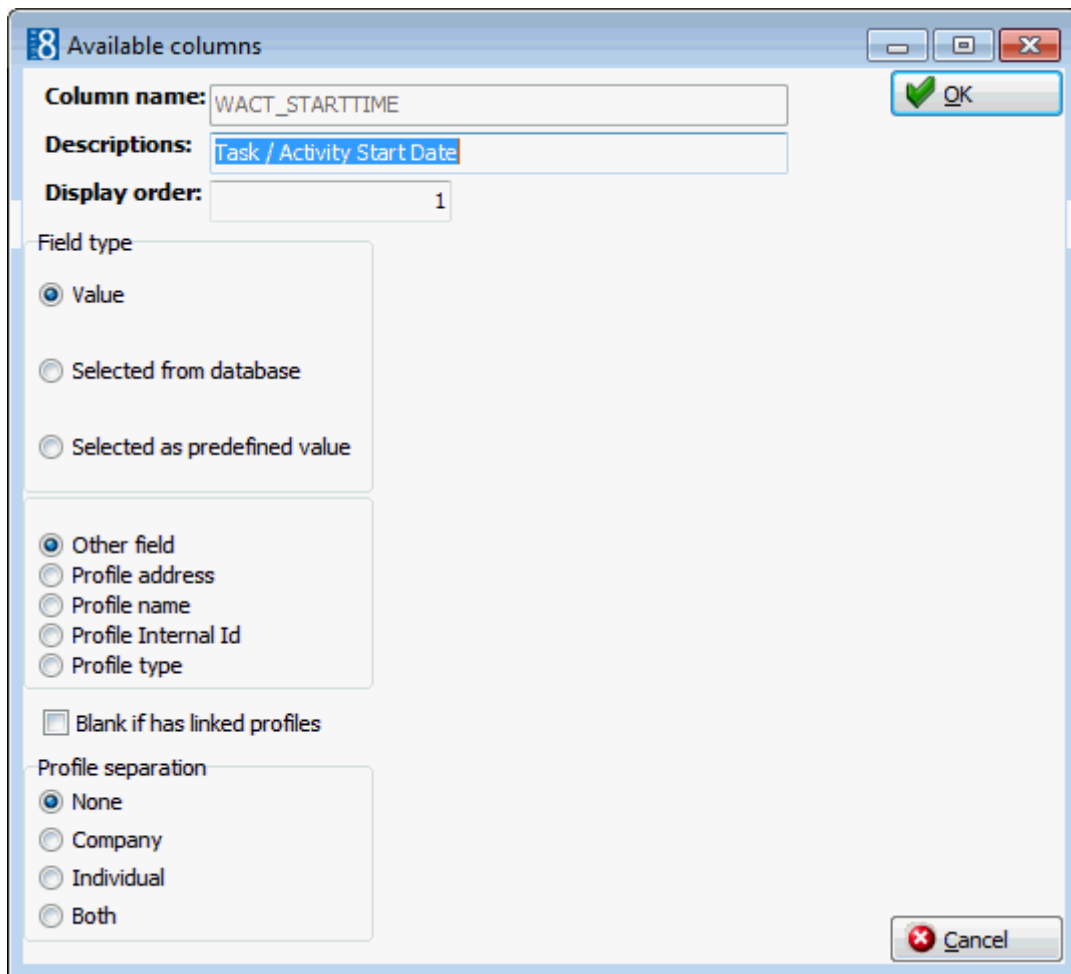 8 Available columns
Column name: WACT_STARTTIME
OK
Descriptions: Task / Activity Start Date
Display order: 1
Field type
Value
Selected from database
Selected as predefined value
Other field
Profile address
Profile name
Profile Internal Id
Profile type
Blank if has linked profiles
Profile separation
None
Company
Individual
Both
Cancel